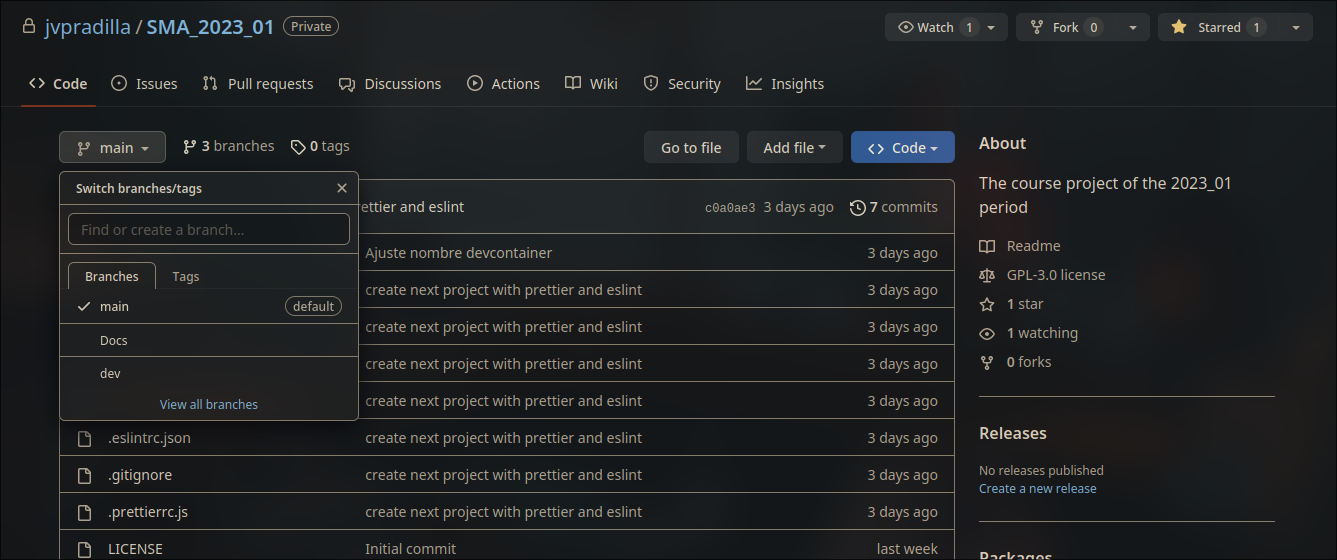 jvpradilla / SMA_2023_01 Private
Watch 1 Fork 0 Starred 1
Code Issues Pull requests Discussions Actions Wiki Security Insights
main 3 branches 0 tags
Go to file Add file Code
Switch branches/tags
Find or create a branch...
Branches Tags
main default
Docs
dev
View all branches
ettier and eslint c0a0ae3 3 days ago 7 commits
Ajuste nombre devcontainer 3 days ago
create next project with prettier and eslint 3 days ago
create next project with prettier and eslint 3 days ago
create next project with prettier and eslint 3 days ago
create next project with prettier and eslint 3 days ago
.eslintrc.json create next project with prettier and eslint 3 days ago
.gitignore create next project with prettier and eslint 3 days ago
.prettierrc.js create next project with prettier and eslint 3 days ago
LICENSE Initial commit last week
About
The course project of the 2023_01
period
Readme
GPL-3.0 license
1 star
1 watching
0 forks
Releases
No releases published
Create a new release
Packages